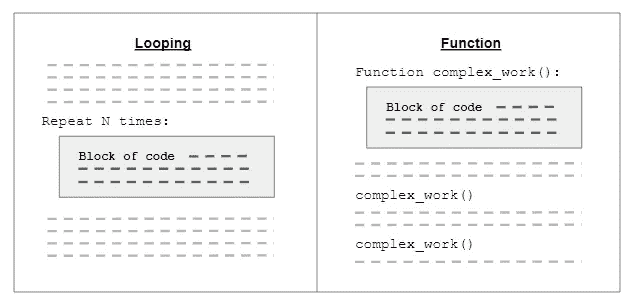 Looping
Repeat N times:
Block of code
Function
Function complex_work():
Block of code
complex_work()
complex_work()